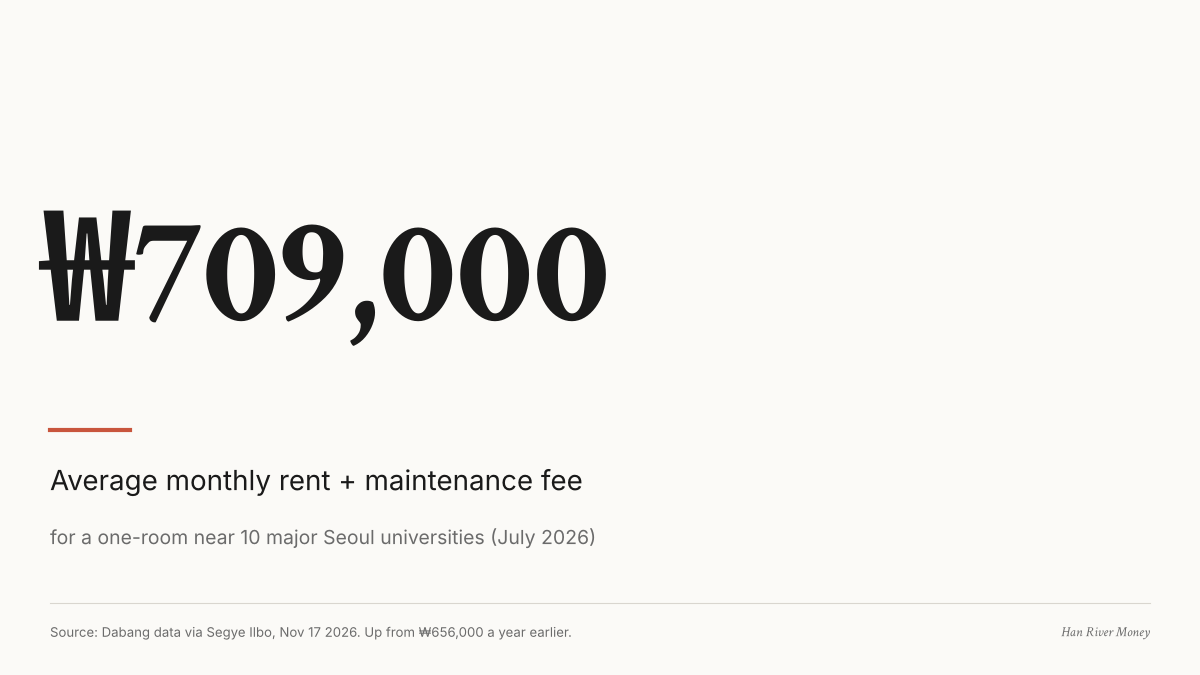 ₩709,000
Average monthly rent + maintenance fee
for a one-room near 10 major Seoul universities (July 2026)
Source: Dabang data via Segye Ilbo, Nov 17 2026. Up from ₩656,000 a year earlier.
Han River Money